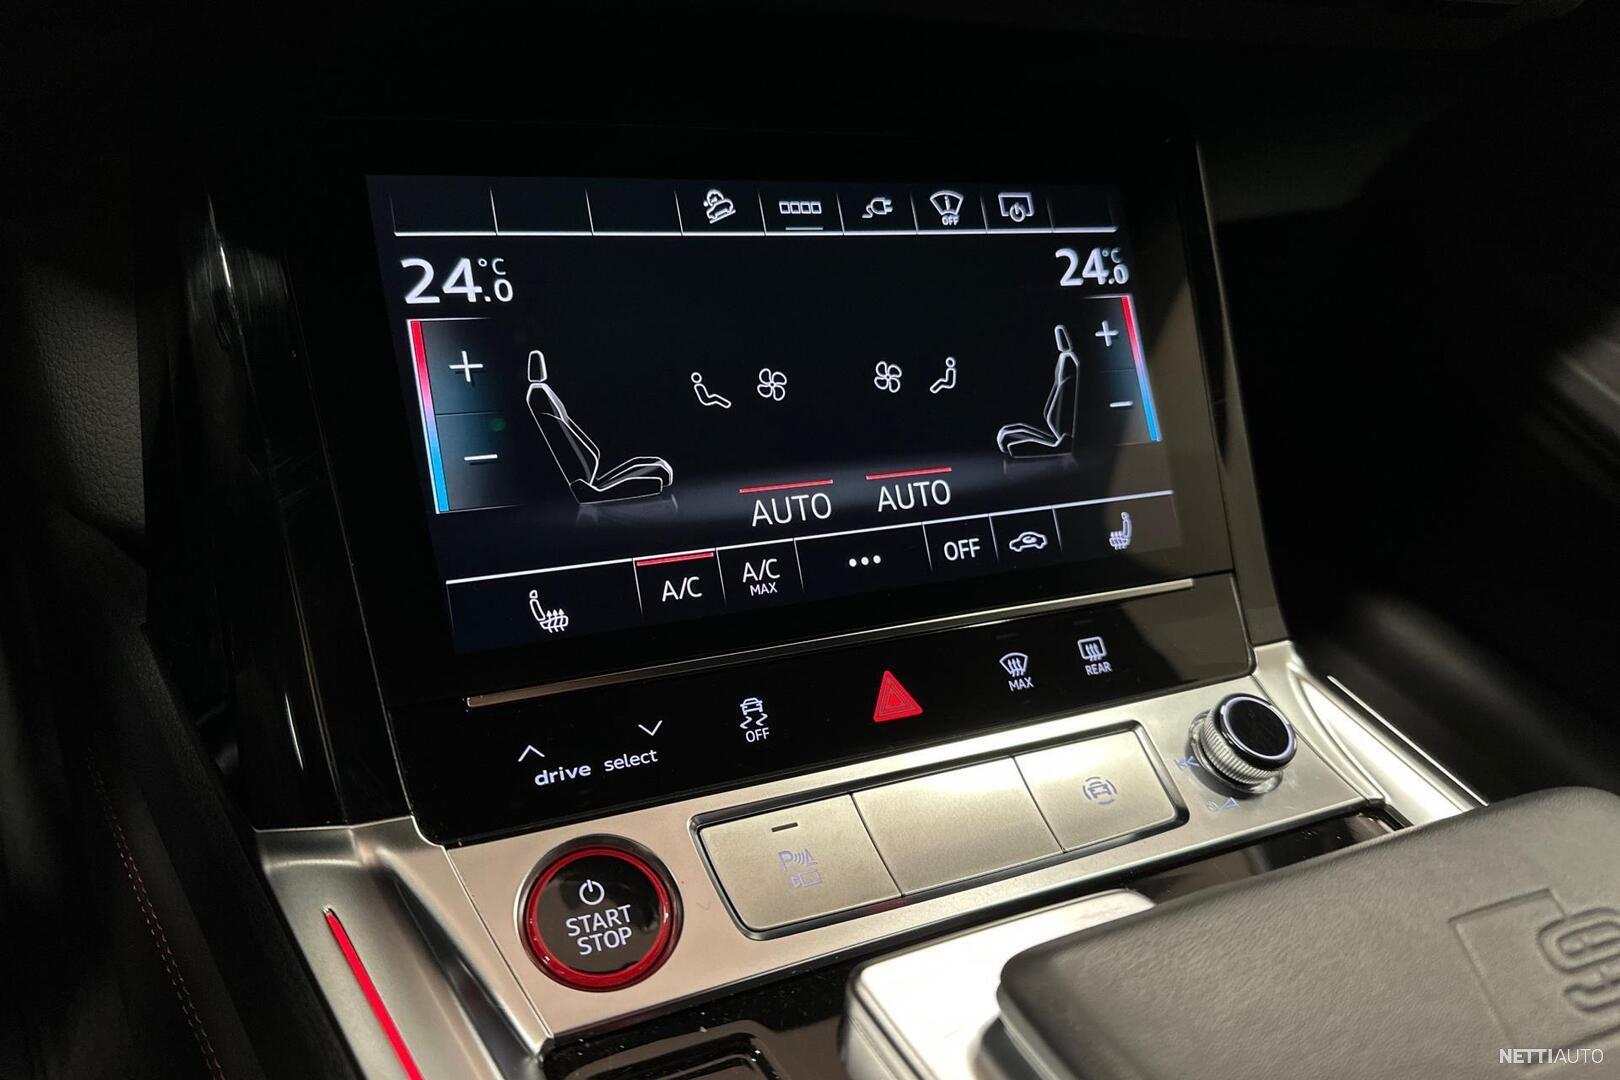 OFF
24.0 °C
24.0 °C
+
+
−
−
AUTO
AUTO
A/C
A/C
MAX
...
OFF
drive select
OFF
MAX
REAR
START
STOP
P
NETTIAUTO